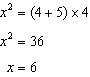 x² = (4 + 5) × 4
x² = 36
x = 6